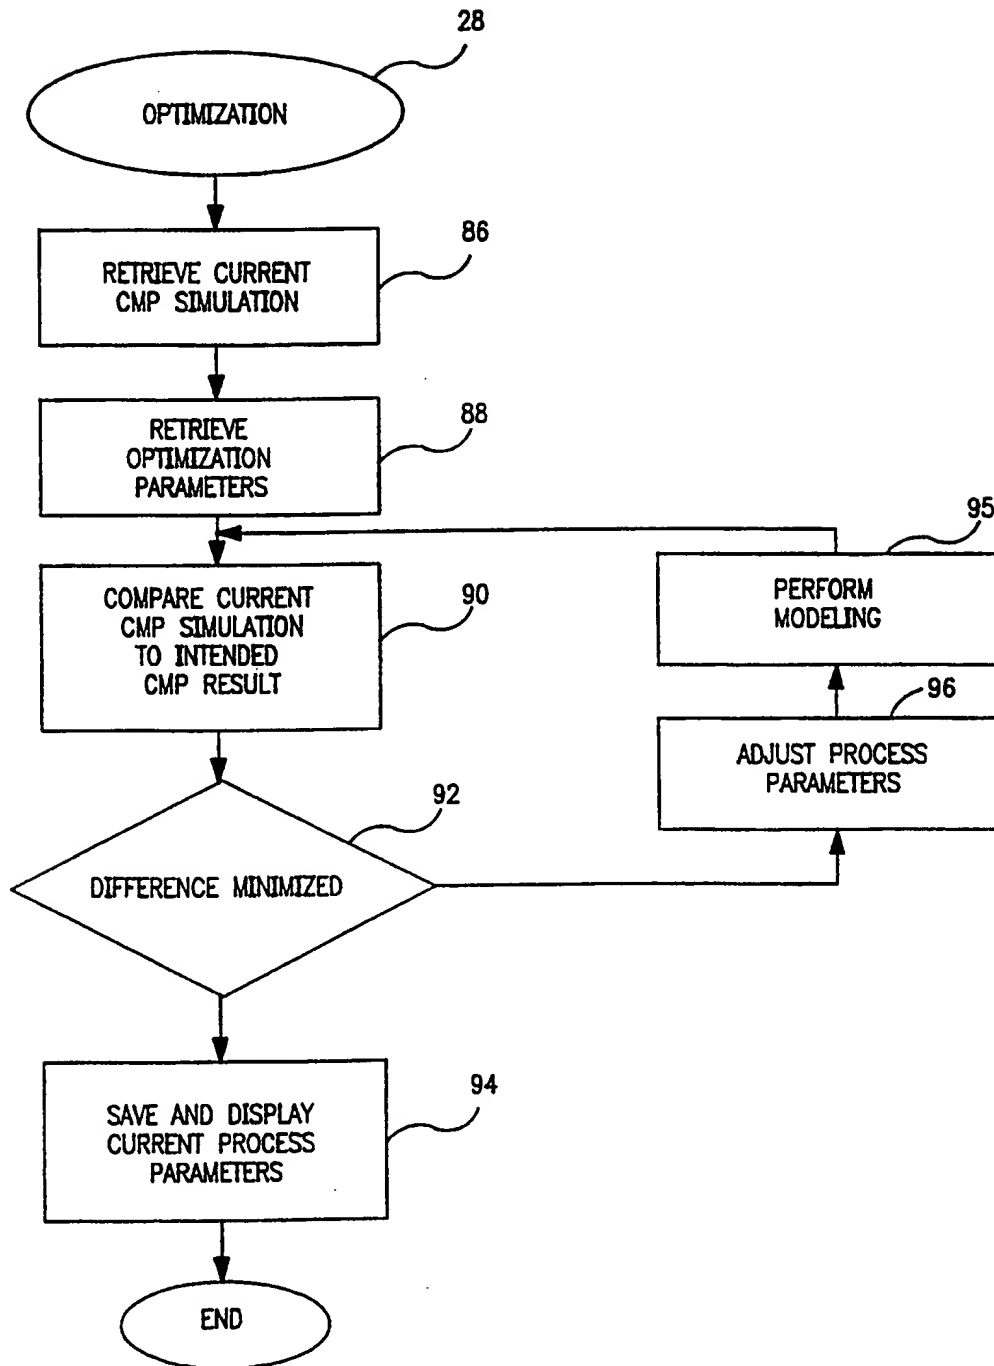 28
OPTIMIZATION
86
RETRIEVE CURRENT
CMP SIMULATION
88
RETRIEVE
OPTIMIZATION
PARAMETERS
95
PERFORM
MODELING
COMPARE CURRENT
CMP SIMULATION
TO INTENDED
CMP RESULT
90
96
ADJUST PROCESS
PARAMETERS
92
DIFFERENCE MINIMIZED
94
SAVE AND DISPLAY
CURRENT PROCESS
PARAMETERS
END